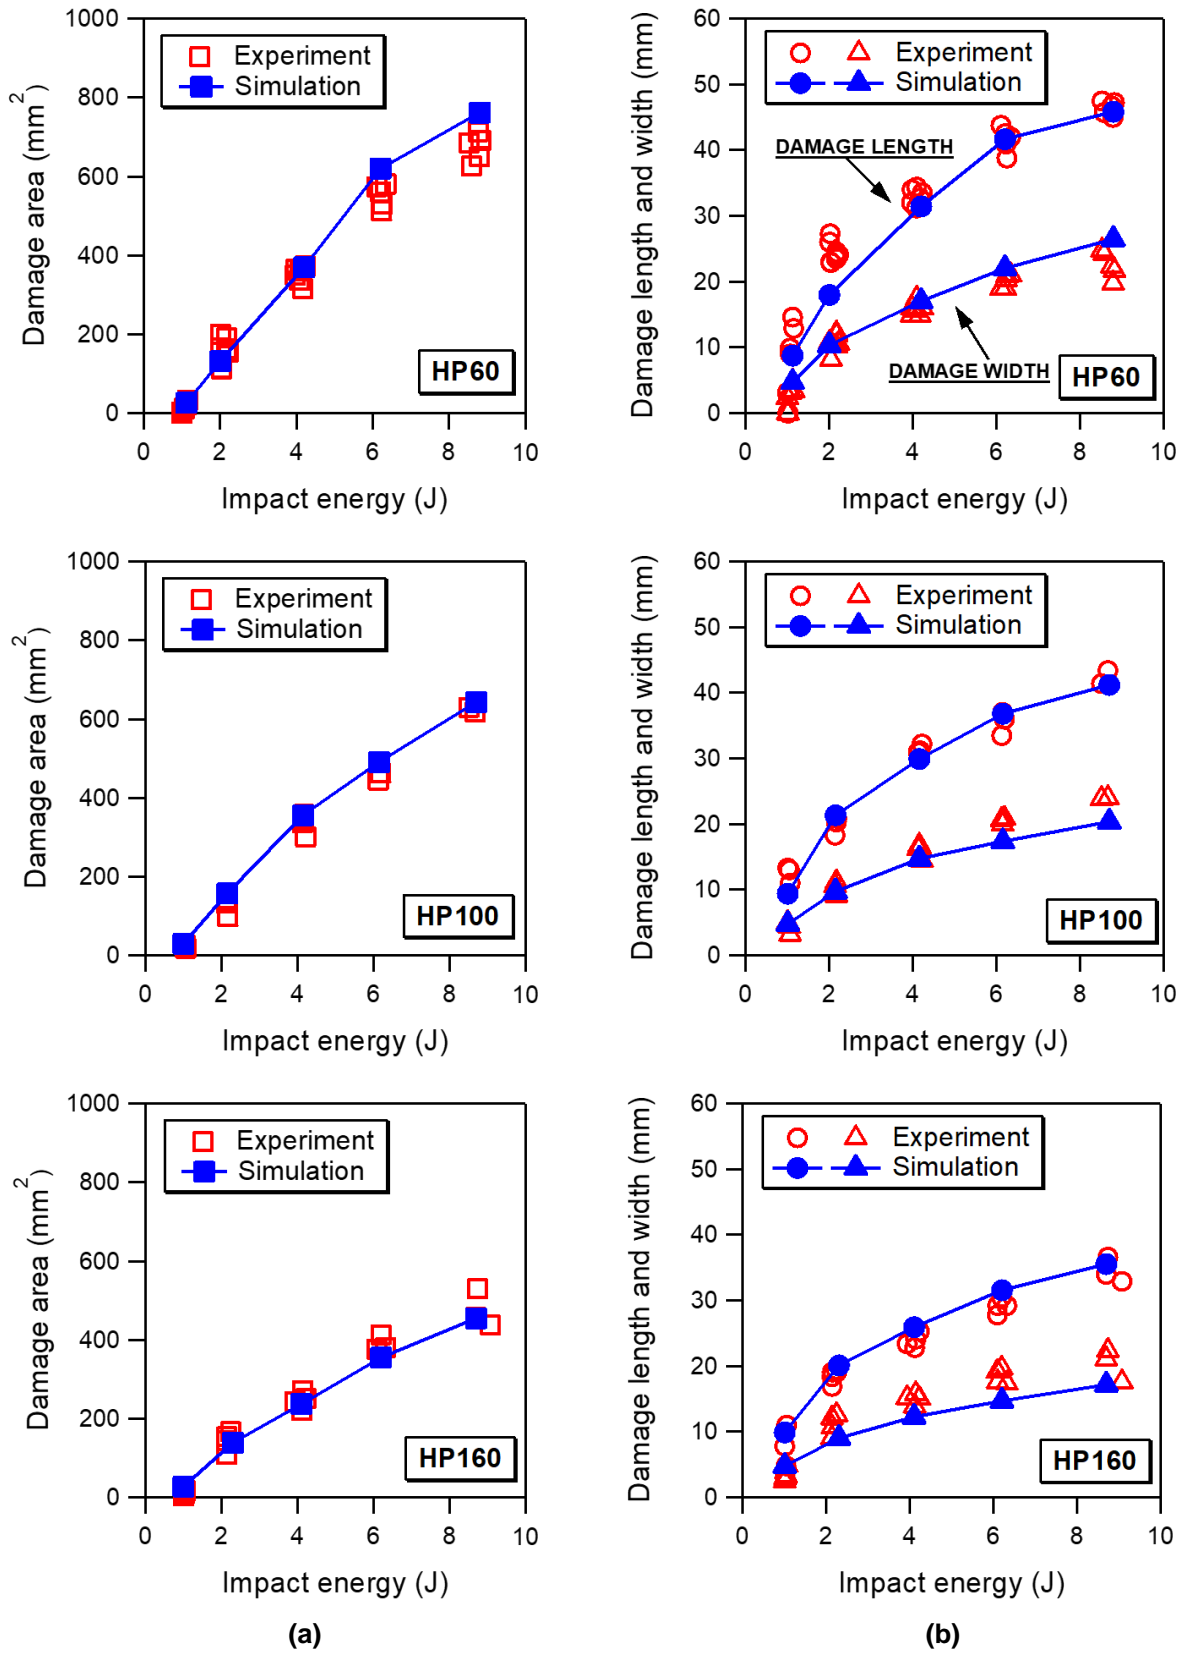 1000
800
600
400
200
0
Damage area (mm2)
Experiment
Simulation
HP60
0 2 4 6 8 10
Impact energy (J)
60
50
40
30
20
10
0
Damage length and width (mm)
Experiment
Simulation
DAMAGE LENGTH
DAMAGE WIDTH
HP60
0 2 4 6 8 10
Impact energy (J)
1000
800
600
400
200
0
Damage area (mm2)
Experiment
Simulation
HP100
0 2 4 6 8 10
Impact energy (J)
60
50
40
30
20
10
0
Damage length and width (mm)
Experiment
Simulation
HP100
0 2 4 6 8 10
Impact energy (J)
1000
800
600
400
200
0
Damage area (mm2)
Experiment
Simulation
HP160
0 2 4 6 8 10
Impact energy (J)
(a)
60
50
40
30
20
10
0
Damage length and width (mm)
Experiment
Simulation
HP160
0 2 4 6 8 10
Impact energy (J)
(b)